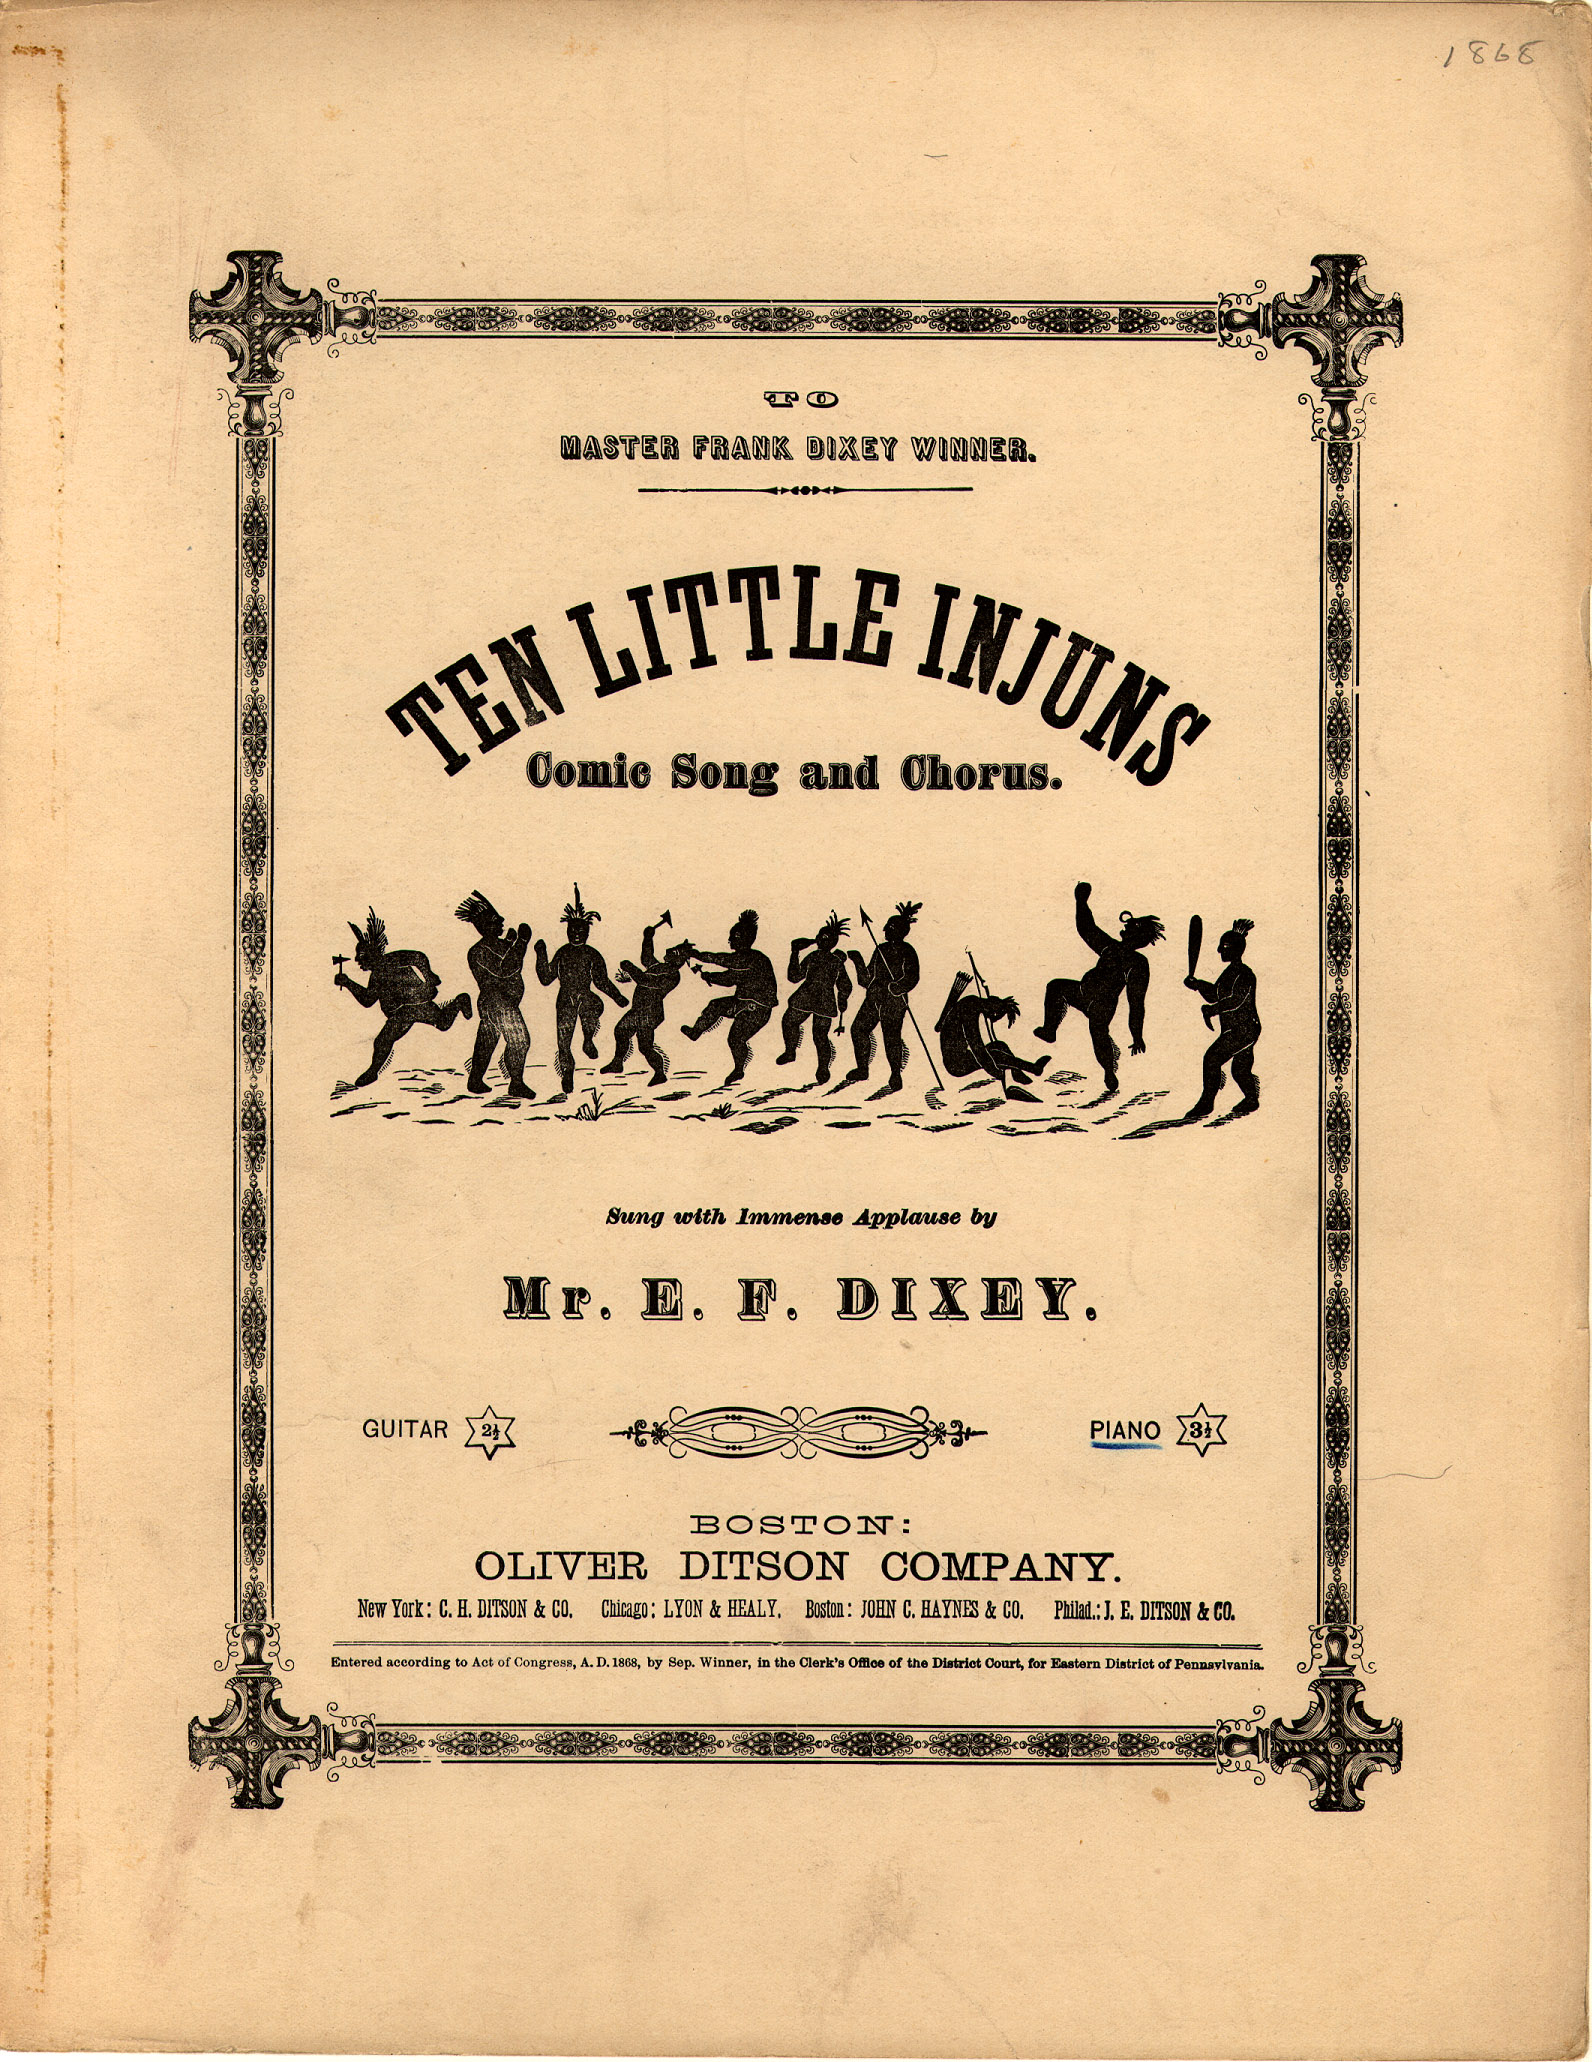 1868
TO
MASTER FRANK DIXEY WINNER.
TEN LITTLE INJUNS
Comic Song and Chorus.
Sung with Immense Applause by
Mr. E. F. DIXEY.
GUITAR 2½ PIANO 3½
BOSTON:
OLIVER DITSON COMPANY.
New York: C. H. DITSON & CO. Chicago: LYON & HEALY. Boston: JOHN C. HAYNES & CO. Philad.: J. E. DITSON & CO.
Entered according to Act of Congress, A. D. 1868, by Sep. Winner, in the Clerk's Office of the District Court, for Eastern District of Pennsylvania.